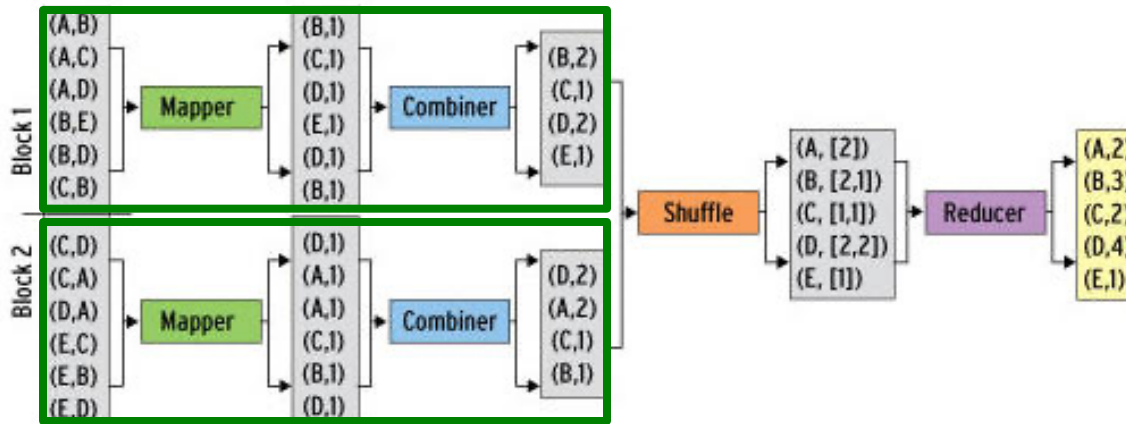 Block 1
(A,B)
(A,C)
(A,D)
(B,E)
(B,D)
(C,B)
Mapper
(B,1)
(C,1)
(D,1)
(E,1)
(D,1)
(B,1)
Combiner
(B,2)
(C,1)
(D,2)
(E,1)
Block 2
(C,D)
(C,A)
(D,A)
(E,C)
(E,B)
(E,D)
Mapper
(D,1)
(A,1)
(A,1)
(C,1)
(B,1)
(D,1)
Combiner
(D,2)
(A,2)
(C,1)
(B,1)
Shuffle
(A, [2])
(B, [2,1])
(C, [1,1])
(D, [2,2])
(E, [1])
Reducer
(A,2)
(B,3)
(C,2)
(D,4)
(E,1)